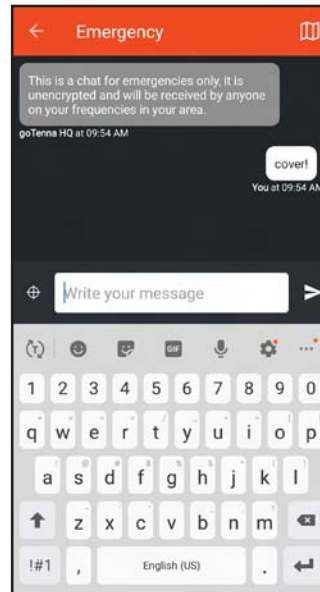 Emergency
This is a chat for emergencies only, it is
unencrypted and will be received by anyone
on your frequencies in your area.
goTenna HQ at 09:54 AM
cover!
You at 09:54 AM
Write your message
GIF
1 2 3 4 5 6 7 8 9 0
q w e r t y u i o p
a s d f g h j k l
z x c v b n m
!#1 , English (US) .